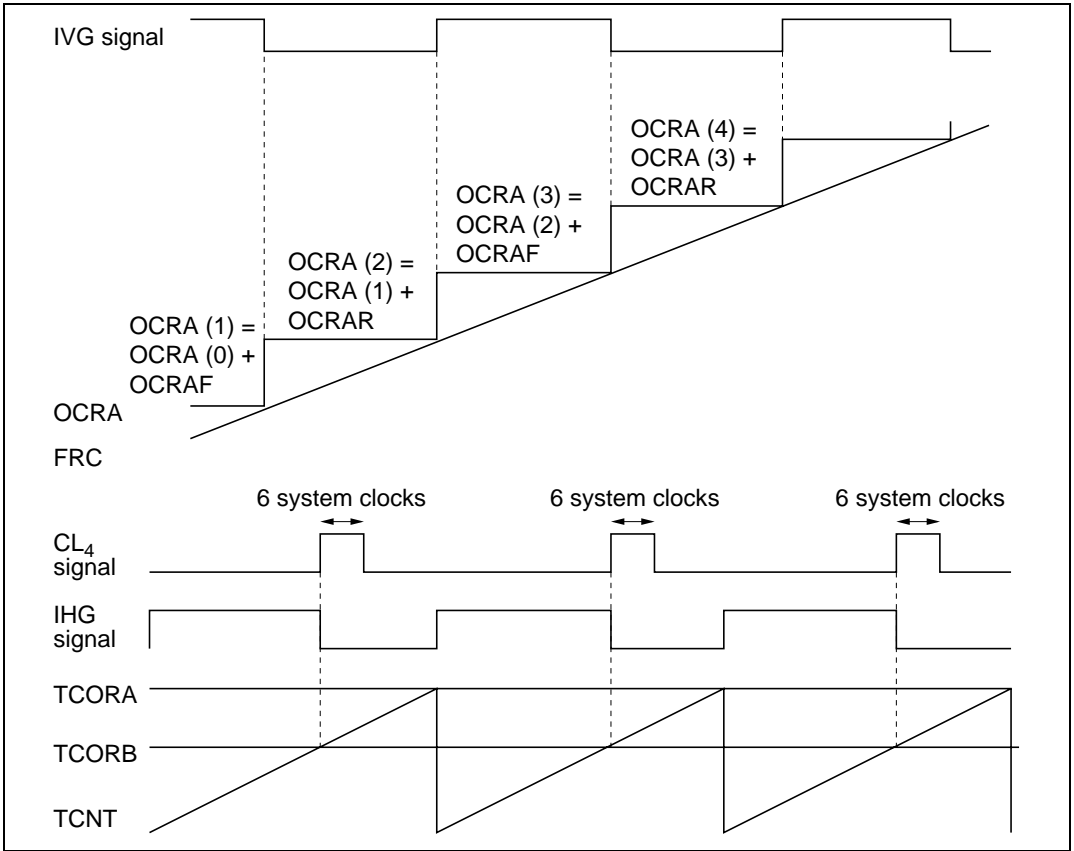 IVG signal
OCRA (4) =
OCRA (3) +
OCRAR
OCRA (3) =
OCRA (2) +
OCRAF
OCRA (2) =
OCRA (1) +
OCRAR
OCRA (1) =
OCRA (0) +
OCRAF
OCRA
FRC
6 system clocks 6 system clocks 6 system clocks
CL4
signal
IHG
signal
TCORA
TCORB
TCNT